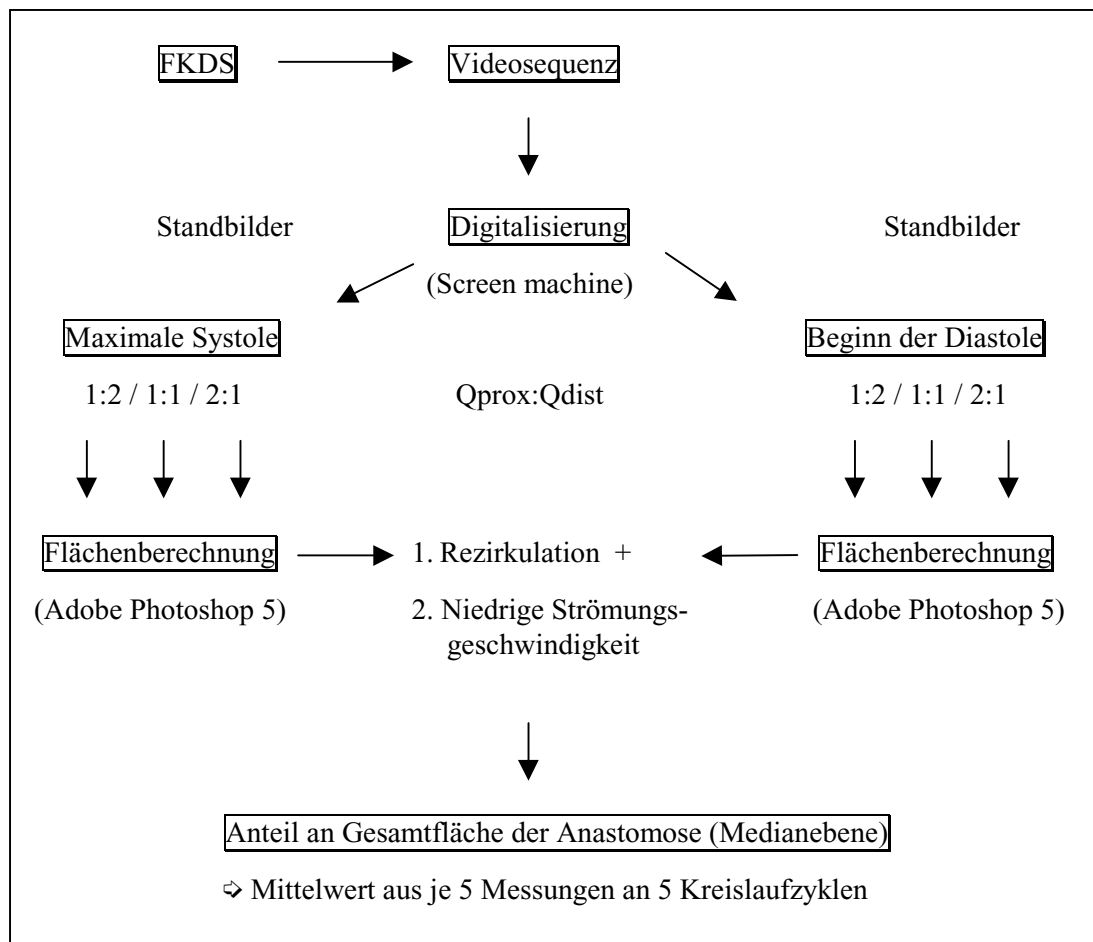 FKDS
Videosequenz
Standbilder
Digitalisierung
Standbilder
(Screen machine)
Maximale Systole
Beginn der Diastole
1:2 / 1:1 / 2:1
Qprox:Qdist
1:2 / 1:1 / 2:1
Flächenberechnung
1. Rezirkulation +
Flächenberechnung
(Adobe Photoshop 5)
2. Niedrige Strömungs-
(Adobe Photoshop 5)
geschwindigkeit
Anteil an Gesamtfläche der Anastomose (Medianebene)
➭ Mittelwert aus je 5 Messungen an 5 Kreislaufzyklen